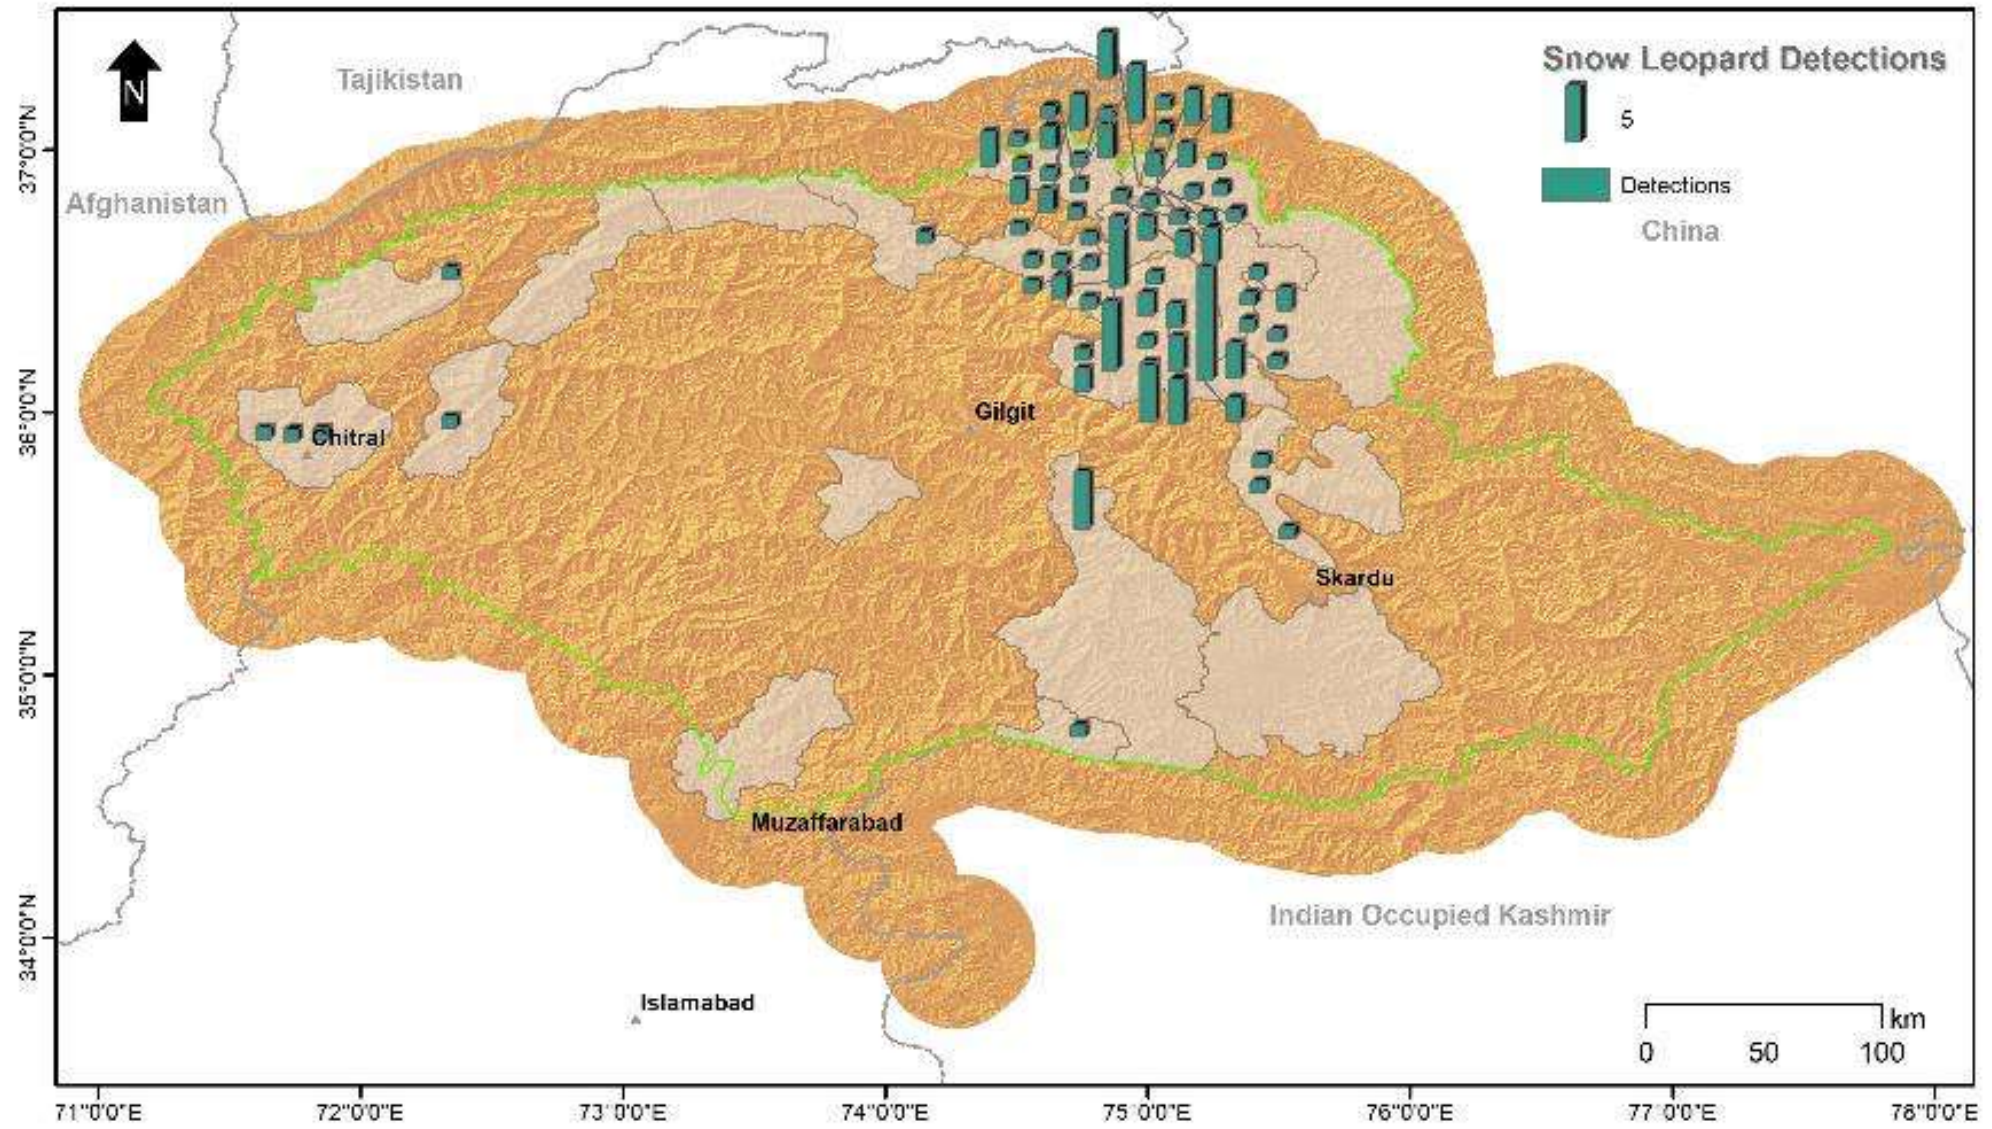 Tajikistan
Snow Leopard Detections
N
5
37°0'0"N
Detections
Afghanistan
China
36°0'0"N
Gilgit
Chitral
Skardu
35°0'0"N
Muzaffarabad
34°0'0"N
Indian Occupied Kashmir
Islamabad
km
0 50 100
71°0'0"E 72°0'0"E 73°0'0"E 74°0'0"E 75°0'0"E 76°0'0"E 77°0'0"E 78°0'0"E